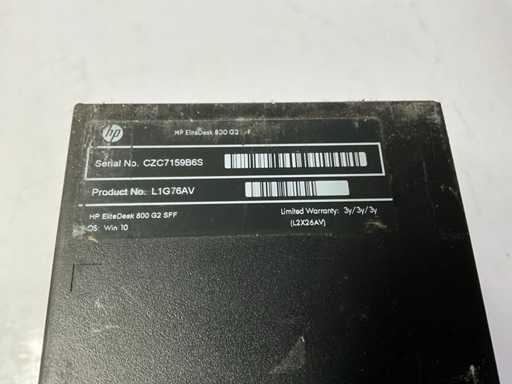 hp
HP EliteDesk 800 G2 SFF
Serial No. CZC7159B6S
Product No: L1G76AV
HP EliteDesk 800 G2 SFF
Limited Warranty: 3y/3y/3y
OS: Win 10
(L2X26AV)